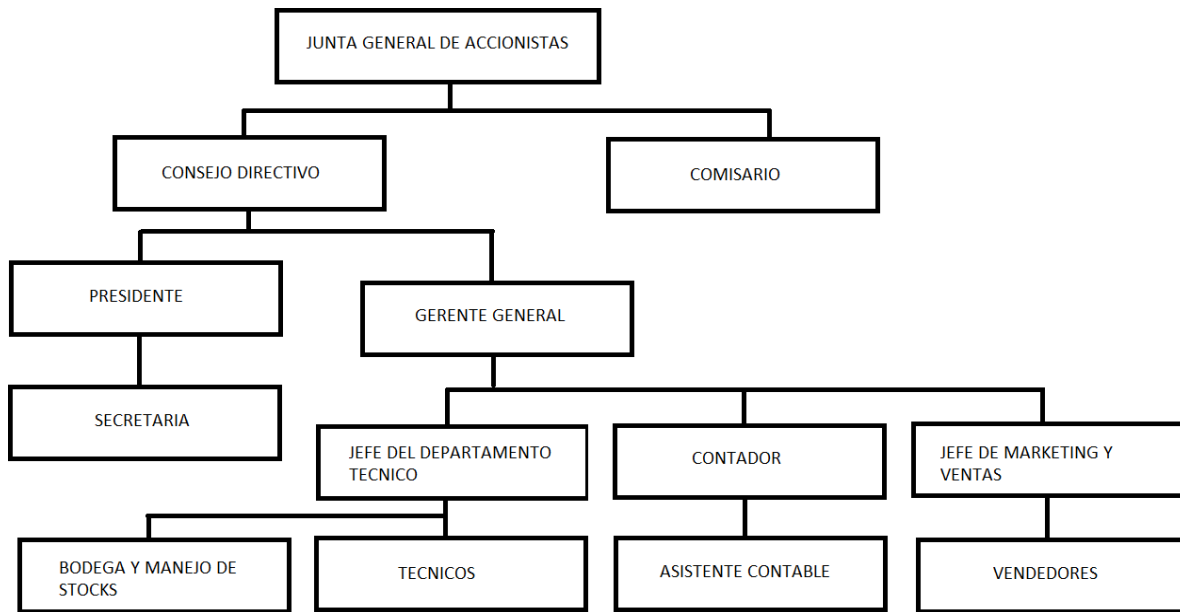 JUNTA GENERAL DE ACCIONISTAS
CONSEJO DIRECTIVO
COMISARIO
PRESIDENTE
GERENTE GENERAL
SECRETARIA
JEFE DEL DEPARTAMENTO
TECNICO
CONTADOR
JEFE DE MARKETING Y
VENTAS
BODEGA Y MANEJO DE
STOCKS
TECNICOS
ASISTENTE CONTABLE
VENDEDORES